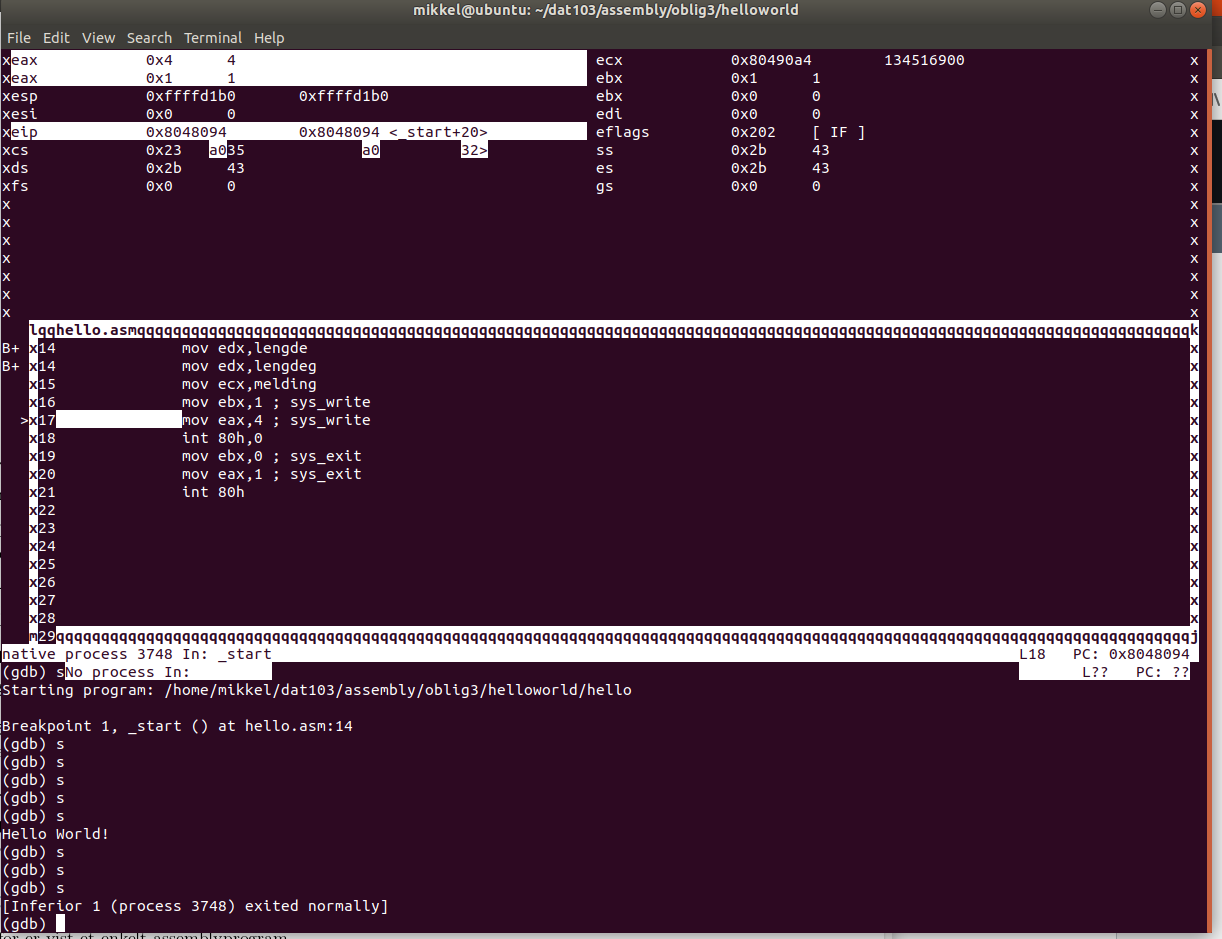 mikkel@ubuntu: ~/dat103/assembly/oblig3/helloworld
File Edit View Search Terminal Help
xeax 0x4 4 ecx 0x80490a4 134516900 x
xeax 0x1 1 ebx 0x1 1 x
xesp 0xffffd1b0 0xffffd1b0 ebx 0x0 0 x
xesi 0x0 0 edi 0x0 0 x
xeip 0x8048094 0x8048094 <_start+20> eflags 0x202 [ IF ] x
xcs 0x23 a035 a0 32> ss 0x2b 43 x
xds 0x2b 43 es 0x2b 43 x
xfs 0x0 0 gs 0x0 0 x
x x
x x
x x
x x
x x
x x
x x
lqqhello.asmqqqqqqqqqqqqqqqqqqqqqqqqqqqqqqqqqqqqqqqqqqqqqqqqqqqqqqqqqqqqqqqqqqqqqqqqqqqqqqqqqqqqqqqqqqqqqqqqqqqqqqqqqqqqqqqqqqqqqk
B+ x14 mov edx,lengde x
B+ x14 mov edx,lengdeg x
x15 mov ecx,melding x
x16 mov ebx,1 ; sys_write x
>x17 mov eax,4 ; sys_write x
x18 int 80h,0 x
x19 mov ebx,0 ; sys_exit x
x20 mov eax,1 ; sys_exit x
x21 int 80h x
x22 x
x23 x
x24 x
x25 x
x26 x
x27 x
x28 x
m29qqqqqqqqqqqqqqqqqqqqqqqqqqqqqqqqqqqqqqqqqqqqqqqqqqqqqqqqqqqqqqqqqqqqqqqqqqqqqqqqqqqqqqqqqqqqqqqqqqqqqqqqqqqqqqqqqqqqqqqqqqqqqqj
native process 3748 In: _start L18 PC: 0x8048094
(gdb) sNo process In: L?? PC: ??
Starting program: /home/mikkel/dat103/assembly/oblig3/helloworld/hello
Breakpoint 1, _start () at hello.asm:14
(gdb) s
(gdb) s
(gdb) s
(gdb) s
(gdb) s
Hello World!
(gdb) s
(gdb) s
(gdb) s
[Inferior 1 (process 3748) exited normally]
(gdb)
er vist et enkelt assemblyprogram